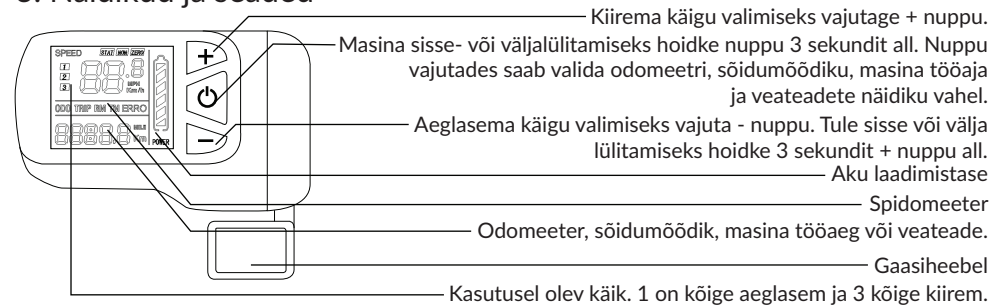 Kiirema käigu valimiseks vajutage + nuppu.
Masina sisse- või väljalülitamiseks hoidke nuppu 3 sekundit all. Nuppu
vajutades saab valida odomeetri, sõidumõõdiku, masina tööaja
ja veateadete näidiku vahel.
Aeglasema käigu valimiseks vajuta - nuppu. Tule sisse või välja
lülitamiseks hoidke 3 sekundit + nuppu all.
Aku laadimistase
Spidomeeter
Odomeeter, sõidumõõdik, masina tööaeg või veateade.
Gaasiheebel
Kasutusel olev käik. 1 on kõige aeglasem ja 3 kõige kiirem.
SPEED STAT NOM ZERO
1
2
3
88.8
MPH
Km/h
ODO TRIP RM TM ERRO
MILE
Km
POWER
+
−